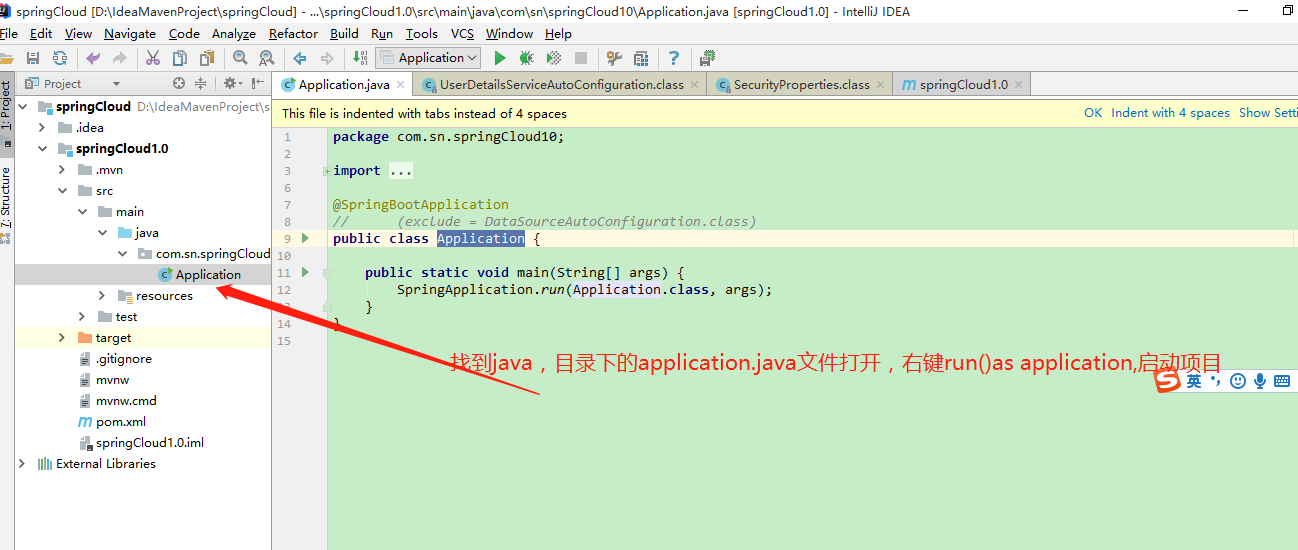 springCloud [D:\IdeaMavenProject\springCloud] - ...\springCloud1.0\src\main\java\com\sn\springCloud10\Application.java [springCloud1.0] - IntelliJ IDEA
File Edit View Navigate Code Analyze Refactor Build Run Tools VCS Window Help
Application
Project
Application.java
UserDetailsServiceAutoConfiguration.class
SecurityProperties.class
springCloud1.0
1: Project
7: Structure
springCloud D:\IdeaMavenProject\s
.idea
springCloud1.0
.mvn
src
main
java
com.sn.springCloud
Application
resources
test
target
.gitignore
mvnw
mvnw.cmd
pom.xml
springCloud1.0.iml
External Libraries
This file is indented with tabs instead of 4 spaces OK Indent with 4 spaces Show Setti
1 package com.sn.springCloud10;
2
3 import ...
6
7 @SpringBootApplication
8 // (exclude = DataSourceAutoConfiguration.class)
9 public class Application {
10
11 public static void main(String[] args) {
12 SpringApplication.run(Application.class, args);
13 }
14 }
15
找到java，目录下的application.java文件打开，右键run()as application,启动项目
S 英